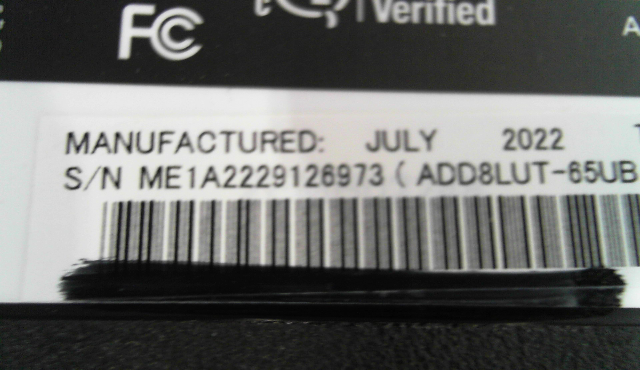 FC
Verified
MANUFACTURED: JULY 2022
S/N ME1A2229126973 ( ADD8LUT-65UB